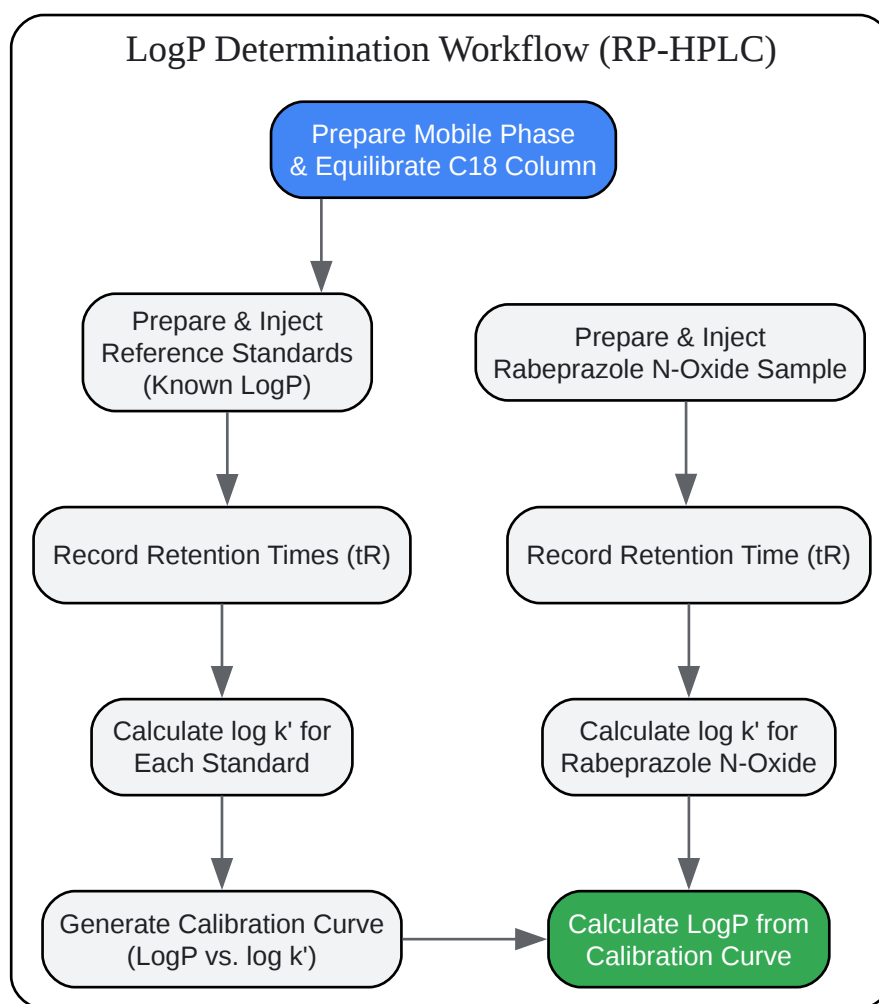 LogP Determination Workflow (RP-HPLC)
Prepare Mobile Phase
& Equilibrate C18 Column
Prepare & Inject
Reference Standards
(Known LogP)
Prepare & Inject
Rabeprazole N-Oxide Sample
Record Retention Times (tR)
Record Retention Time (tR)
Calculate log k' for
Each Standard
Calculate log k' for
Rabeprazole N-Oxide
Generate Calibration Curve
(LogP vs. log k')
Calculate LogP from
Calibration Curve